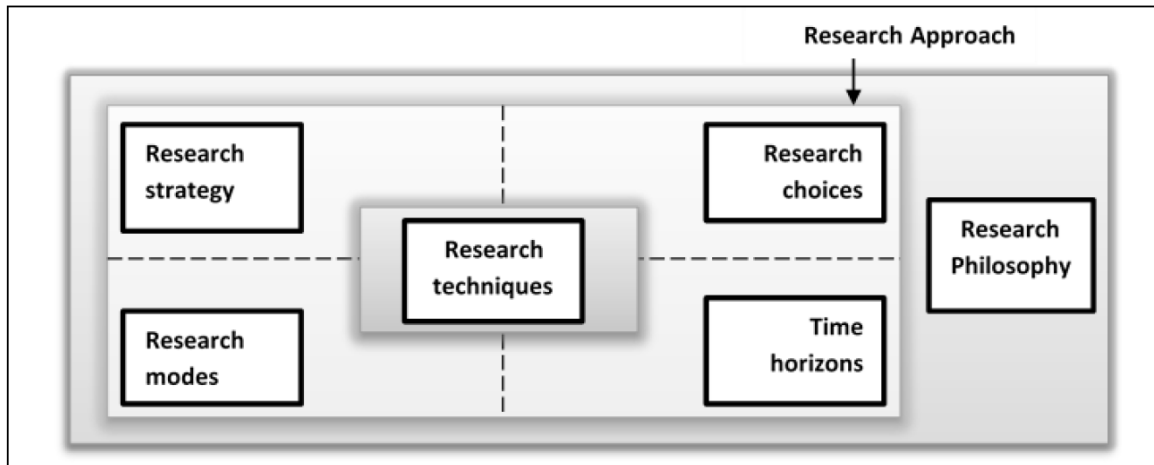 Research Approach
Research
strategy
Research
choices
Research
techniques
Research
Philosophy
Research
modes
Time
horizons